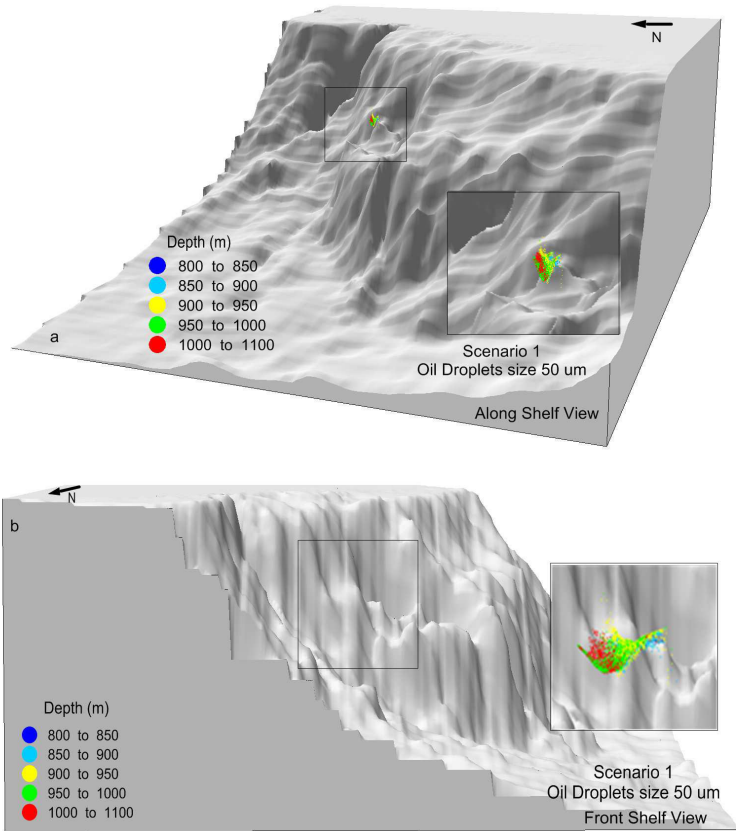 N
Depth (m)
800 to 850
850 to 900
900 to 950
950 to 1000
1000 to 1100
a
Scenario 1
Oil Droplets size 50 um
Along Shelf View
N
b
Depth (m)
800 to 850
850 to 900
900 to 950
950 to 1000
1000 to 1100
Scenario 1
Oil Droplets size 50 um
Front Shelf View